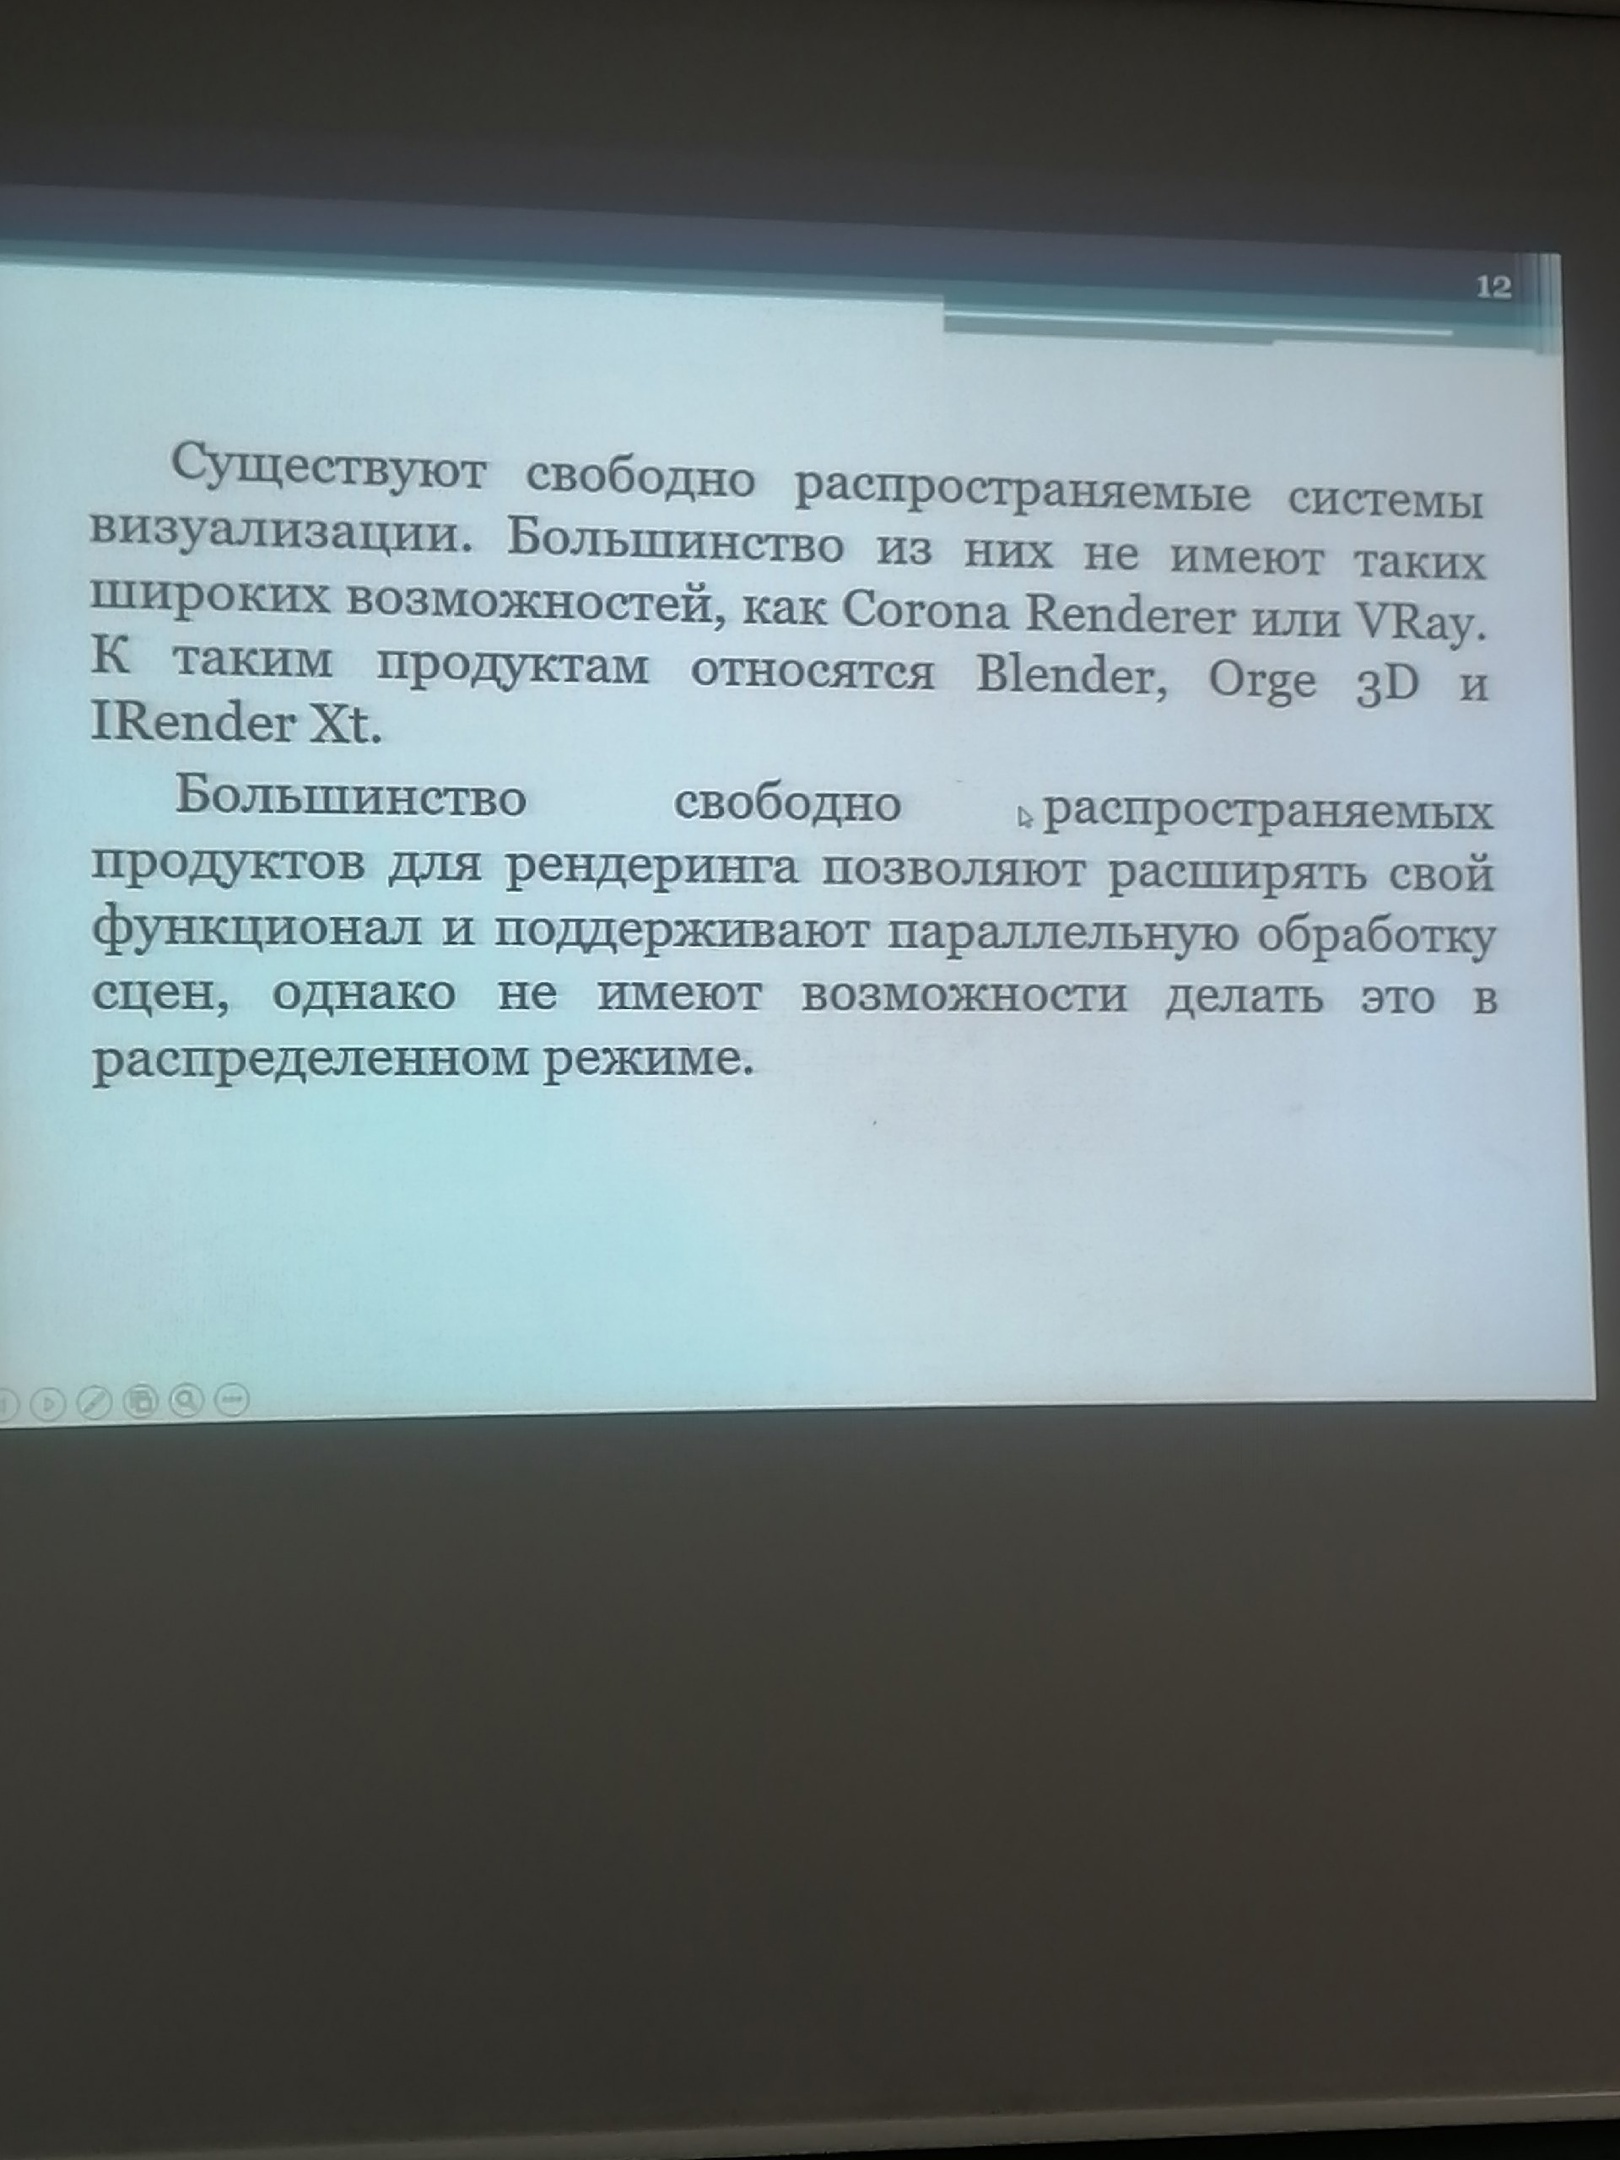 12
Существуют свободно распространяемые системы
визуализации. Большинство из них не имеют таких
широких возможностей, как Corona Renderer или VRay.
К таким продуктам относятся Blender, Orge 3D и
IRender Xt.
Большинство свободно распространяемых
продуктов для рендеринга позволяют расширять свой
функционал и поддерживают параллельную обработку
сцен, однако не имеют возможности делать это в
распределенном режиме.